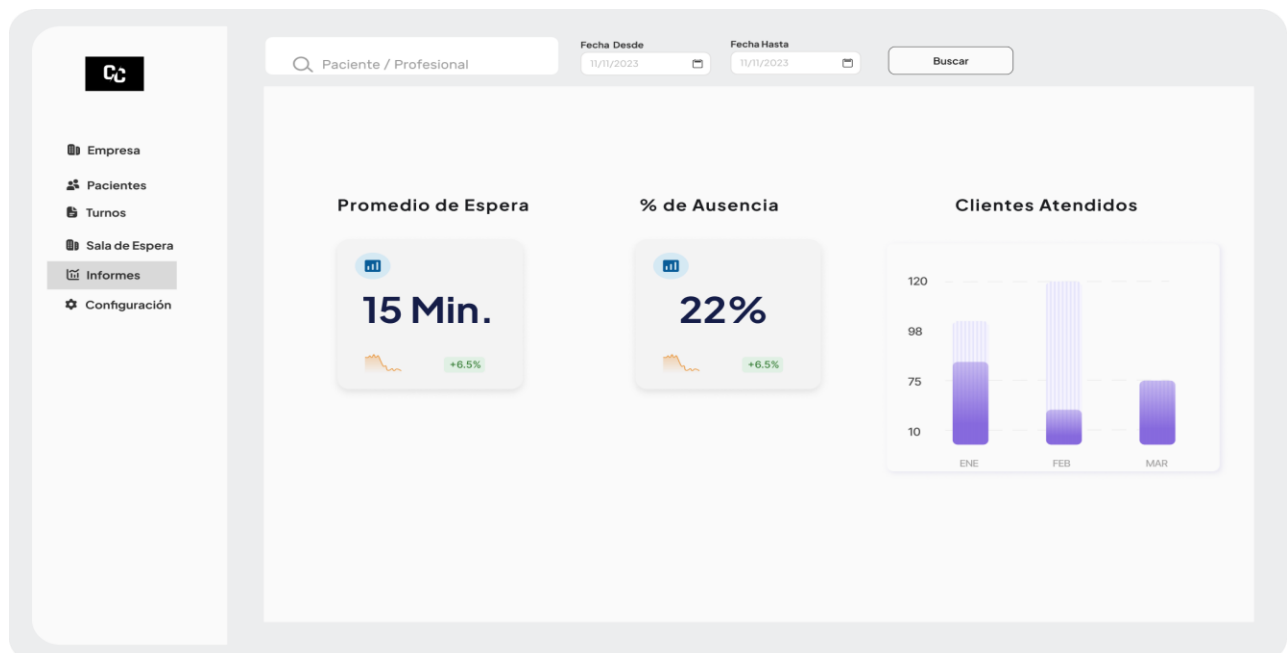 CC
Empresa
Pacientes
Turnos
Sala de Espera
Informes
Configuración
Paciente / Profesional
Fecha Desde
11/11/2023
Fecha Hasta
11/11/2023
Buscar
Promedio de Espera
15 Min.
+6.5%
% de Ausencia
22%
+6.5%
Clientes Atendidos
120
98
75
10
ENE FEB MAR